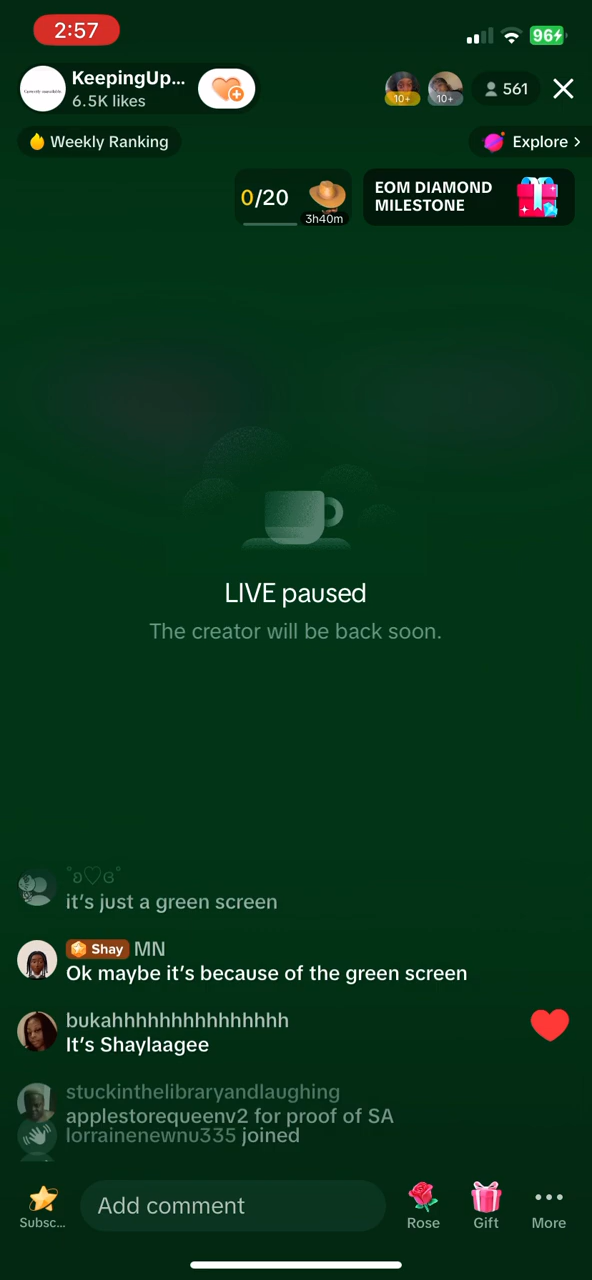 2:57
96
KeepingUp...
6.5K likes
10+
10+
561
Weekly Ranking
Explore >
0/20
3h40m
EOM DIAMOND
MILESTONE
LIVE paused
The creator will be back soon.
˚ʚ♡ɞ˚
it's just a green screen
Shay MN
Ok maybe it's because of the green screen
bukahhhhhhhhhhhhhhh
It's Shaylaagee
stuckinthelibraryandlaughing
applestorequeenv2 for proof of SA
lorrainenewnu335 joined
Subsc...
Add comment
Rose
Gift
More